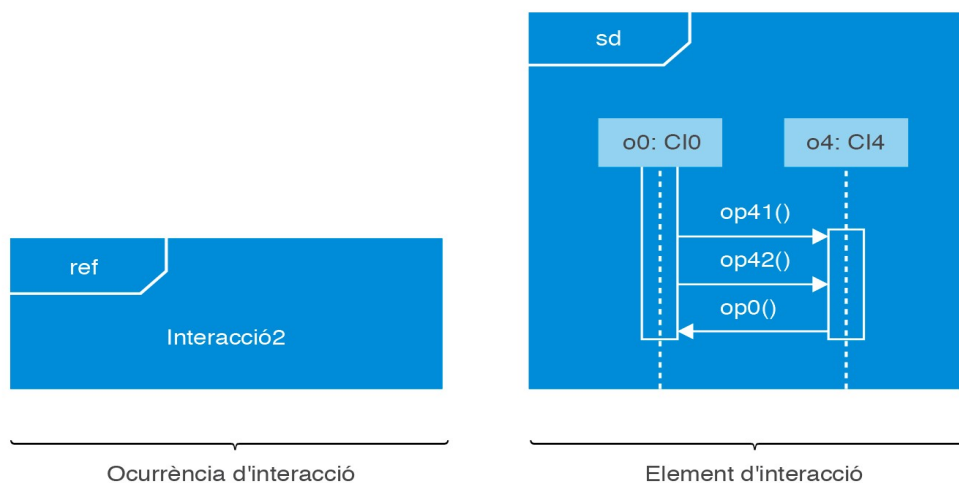 sd
o0: Cl0
o4: Cl4
op41()
op42()
op0()
ref
Interacció2
Ocurrència d'interacció
Element d'interacció